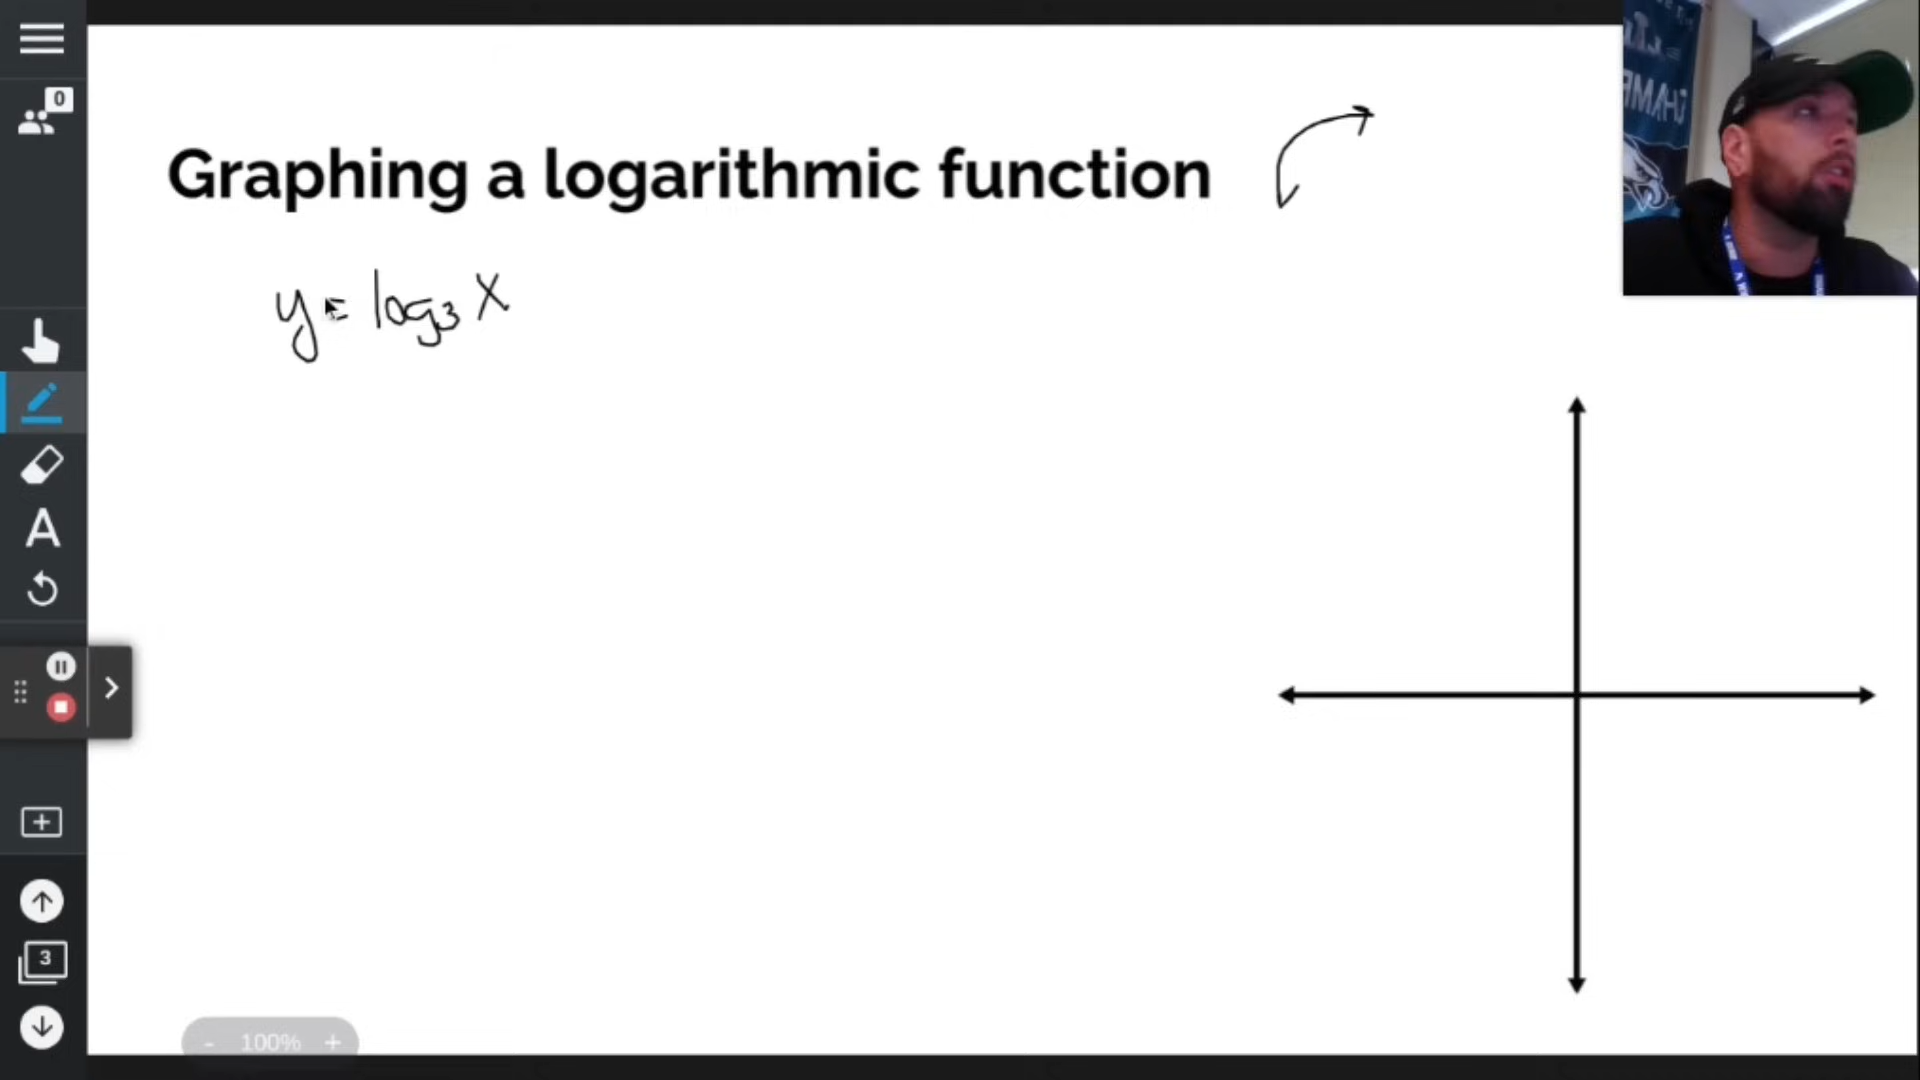 0
Graphing a logarithmic function
y = log₃ x
A
3
- 100% +